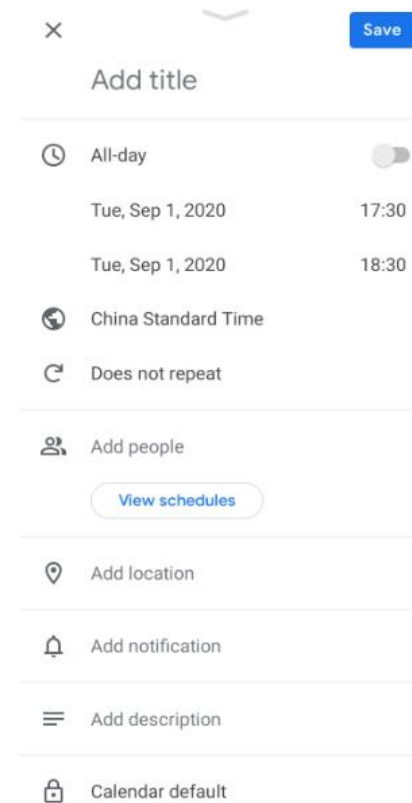 Save
Add title
All-day
Tue, Sep 1, 2020 17:30
Tue, Sep 1, 2020 18:30
China Standard Time
Does not repeat
Add people
View schedules
Add location
Add notification
Add description
Calendar default